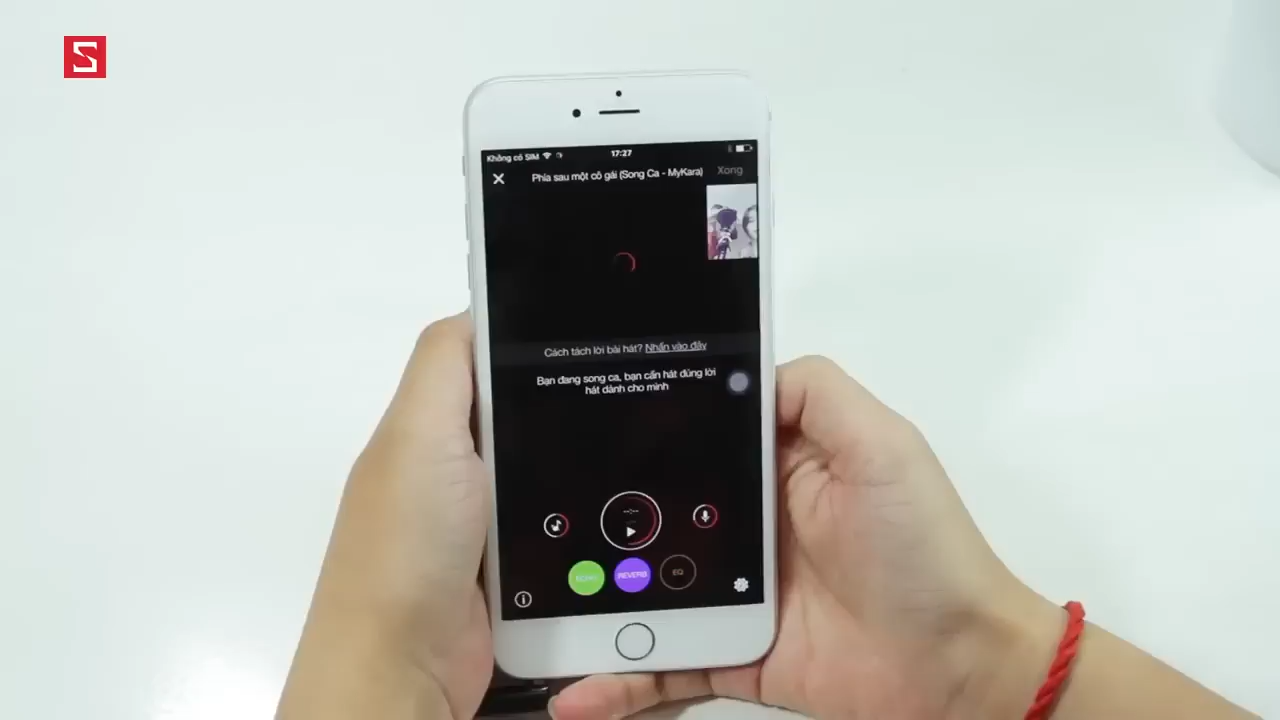 S
Không có SIM
17:27
Phía sau một cô gái (Song Ca - MyKara)
Xong
Cách tách lời bài hát? Nhấn vào đây
Bạn đang song ca, bạn cần hát đúng lời
hát dành cho mình
--:--
ECHO
REVERB
EQ